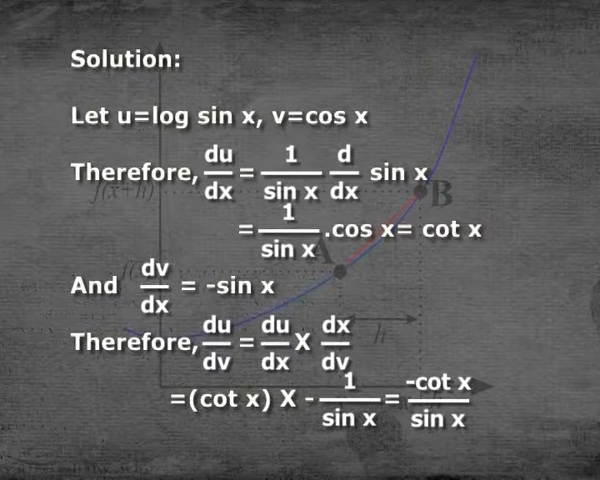 Solution:
Let u=log sin x, v=cos x
Therefore, du/dx = 1/sin x d/dx sin x
= 1/sin x .cos x= cot x
And dv/dx = -sin x
Therefore, du/dv = du/dx X dx/dv
=(cot x) X - 1/sin x = -cot x/sin x
f(x+h)
B
A
h